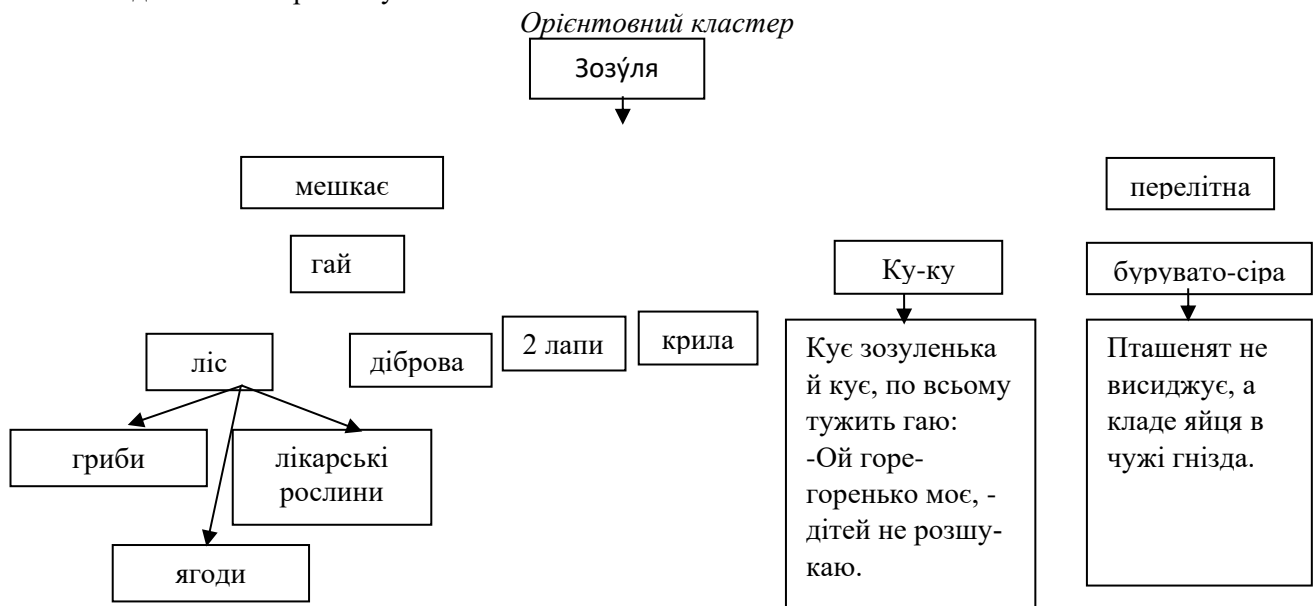 Орієнтовний кластер
Зозу́ля
мешкає
перелітна
гай
Ку-ку
бурувато-сіра
ліс
діброва
2 лапи
крила
Кує зозуленька
й кує, по всьому
тужить гаю:
-Ой горе-
горенько моє, -
дітей не розшу-
каю.
Пташенят не
висиджує, а
кладе яйця в
чужі гнізда.
гриби
лікарські
рослини
ягоди